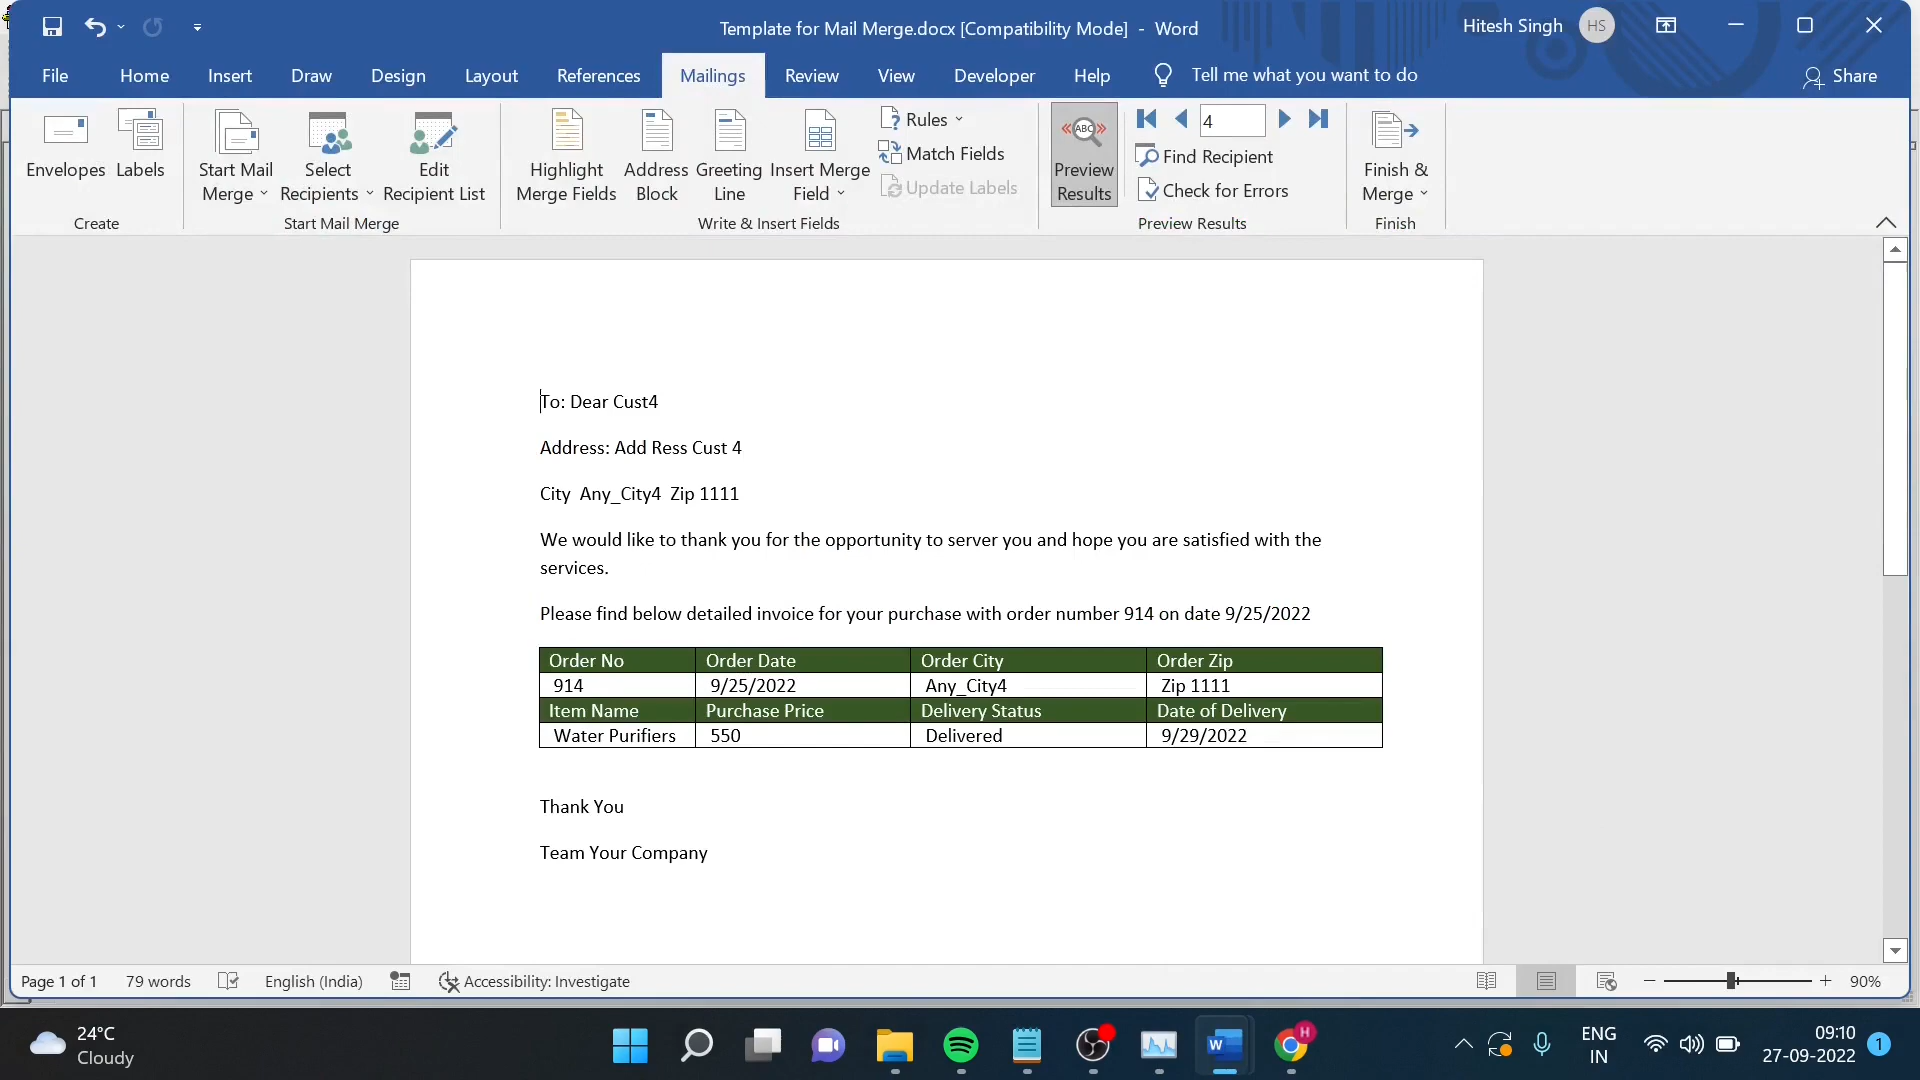 Template for Mail Merge.docx [Compatibility Mode] - Word
Hitesh Singh HS
File Home Insert Draw Design Layout References Mailings Review View Developer Help Tell me what you want to do Share
Envelopes Labels
Create
Start Mail Merge
Select Recipients
Edit Recipient List
Start Mail Merge
Highlight Merge Fields
Address Block
Greeting Line
Insert Merge Field
Rules
Match Fields
Update Labels
Write & Insert Fields
ABC
Preview Results
4
Find Recipient
Check for Errors
Preview Results
Finish & Merge
Finish
To: Dear Cust4
Address: Add Ress Cust 4
City Any_City4 Zip 1111
We would like to thank you for the opportunity to server you and hope you are satisfied with the
services.
Please find below detailed invoice for your purchase with order number 914 on date 9/25/2022
Order No Order Date Order City Order Zip
914 9/25/2022 Any_City4 Zip 1111
Item Name Purchase Price Delivery Status Date of Delivery
Water Purifiers 550 Delivered 9/29/2022
Thank You
Team Your Company
Page 1 of 1 79 words English (India) Accessibility: Investigate 90%
24°C
Cloudy
W
H
ENG
IN
09:10
27-09-2022
1